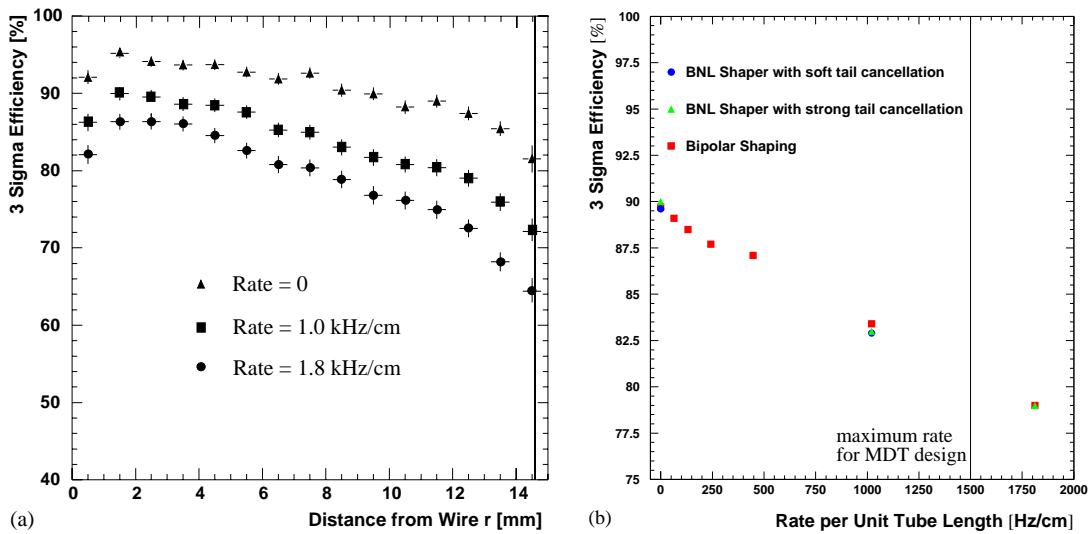 3 Sigma Efficiency [%]
100
90
80
70
60
50
40
Rate = 0
Rate = 1.0 kHz/cm
Rate = 1.8 kHz/cm
0 2 4 6 8 10 12 14
Distance from Wire r [mm]
(a)
3 Sigma Efficiency [%]
100
97.5
95
92.5
90
87.5
85
82.5
80
77.5
75
BNL Shaper with soft tail cancellation
BNL Shaper with strong tail cancellation
Bipolar Shaping
maximum rate
for MDT design
0 250 500 750 1000 1250 1500 1750 2000
Rate per Unit Tube Length [Hz/cm]
(b)